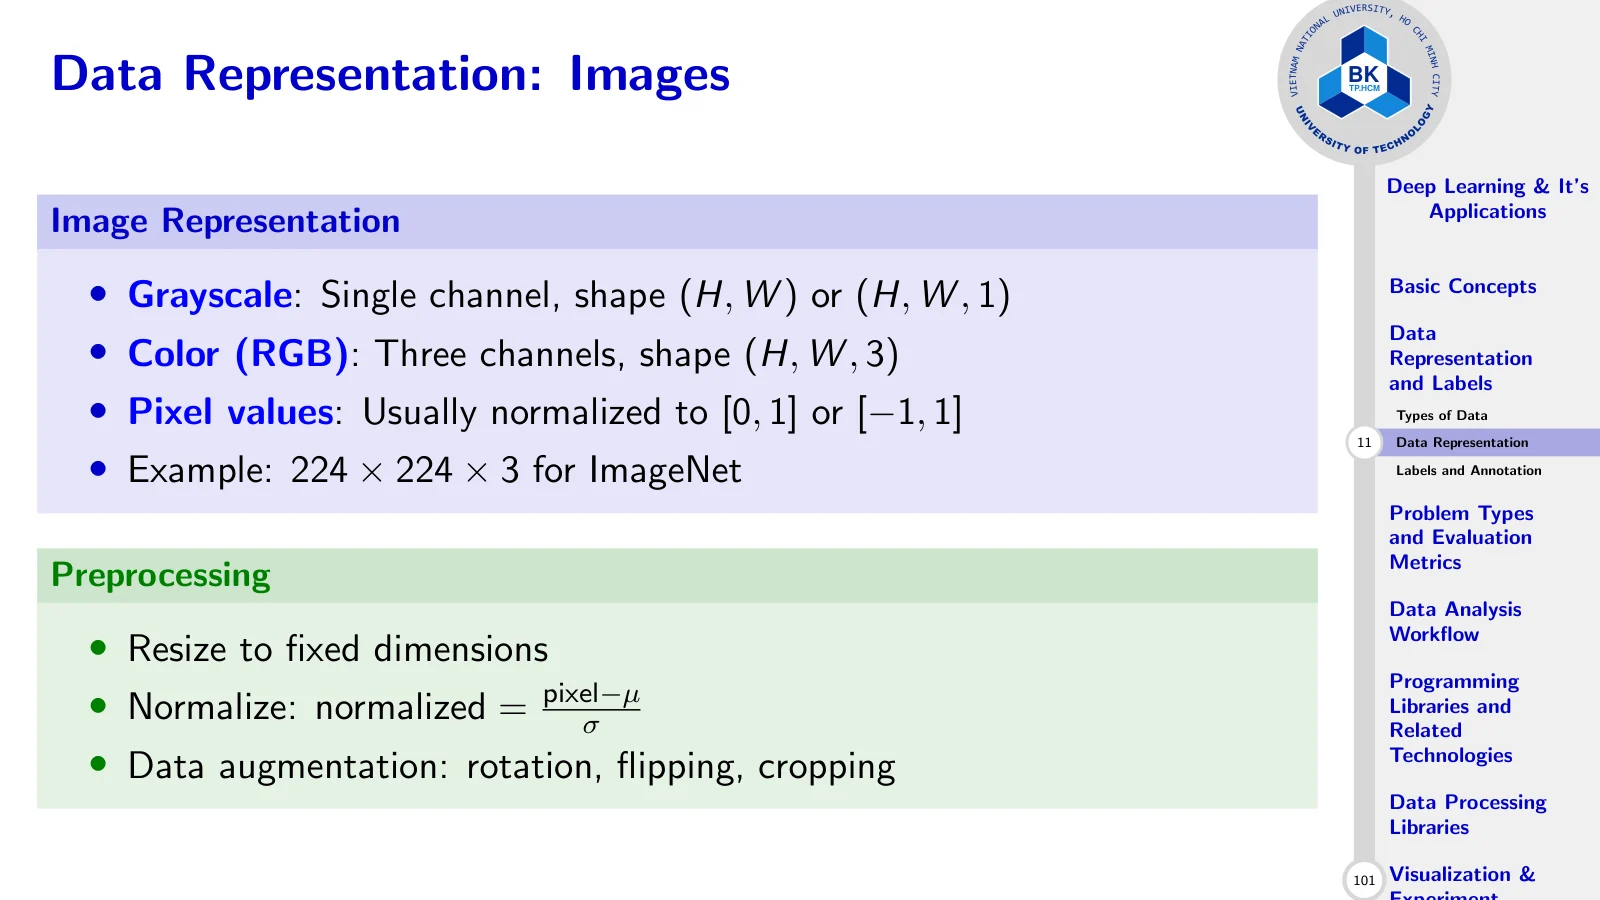 Data Representation: Images
Image Representation
• Grayscale: Single channel, shape (H, W) or (H, W, 1)
• Color (RGB): Three channels, shape (H, W, 3)
• Pixel values: Usually normalized to [0, 1] or [−1, 1]
• Example: 224 × 224 × 3 for ImageNet
Preprocessing
• Resize to fixed dimensions
• Normalize: normalized = (pixel−μ)/σ
• Data augmentation: rotation, flipping, cropping
VIETNAM NATIONAL UNIVERSITY, HO CHI MINH CITY
BK
TP.HCM
UNIVERSITY OF TECHNOLOGY
Deep Learning & It's
Applications
Basic Concepts
Data
Representation
and Labels
Types of Data
11
Data Representation
Labels and Annotation
Problem Types
and Evaluation
Metrics
Data Analysis
Workflow
Programming
Libraries and
Related
Technologies
Data Processing
Libraries
101
Visualization &
Experiment